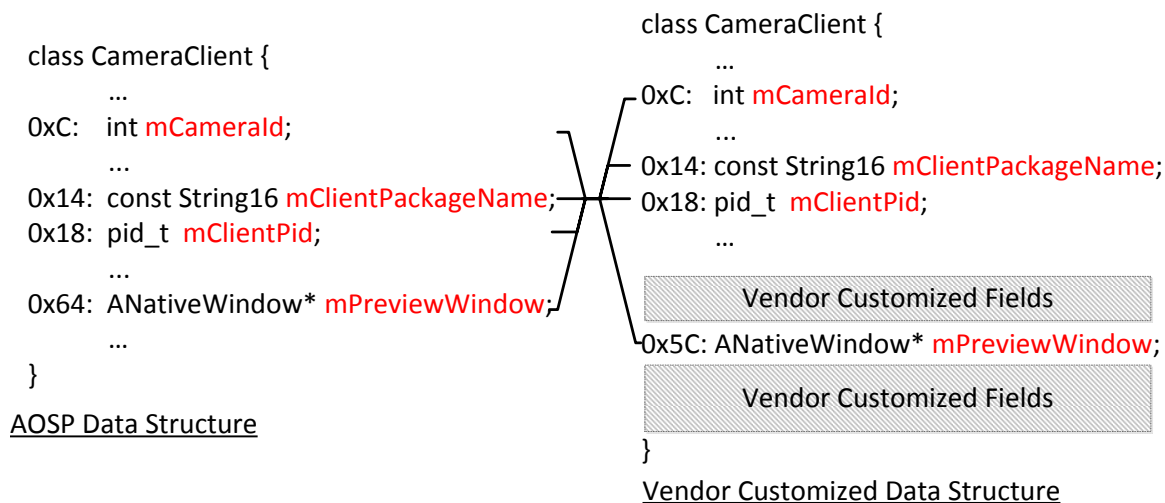 class CameraClient {
...
0xC: int mCameraId;
...
0x14: const String16 mClientPackageName;
0x18: pid_t mClientPid;
...
0x64: ANativeWindow* mPreviewWindow;
...
}
AOSP Data Structure
class CameraClient {
...
0xC: int mCameraId;
...
0x14: const String16 mClientPackageName;
0x18: pid_t mClientPid;
...
Vendor Customized Fields
0x5C: ANativeWindow* mPreviewWindow;
Vendor Customized Fields
}
Vendor Customized Data Structure